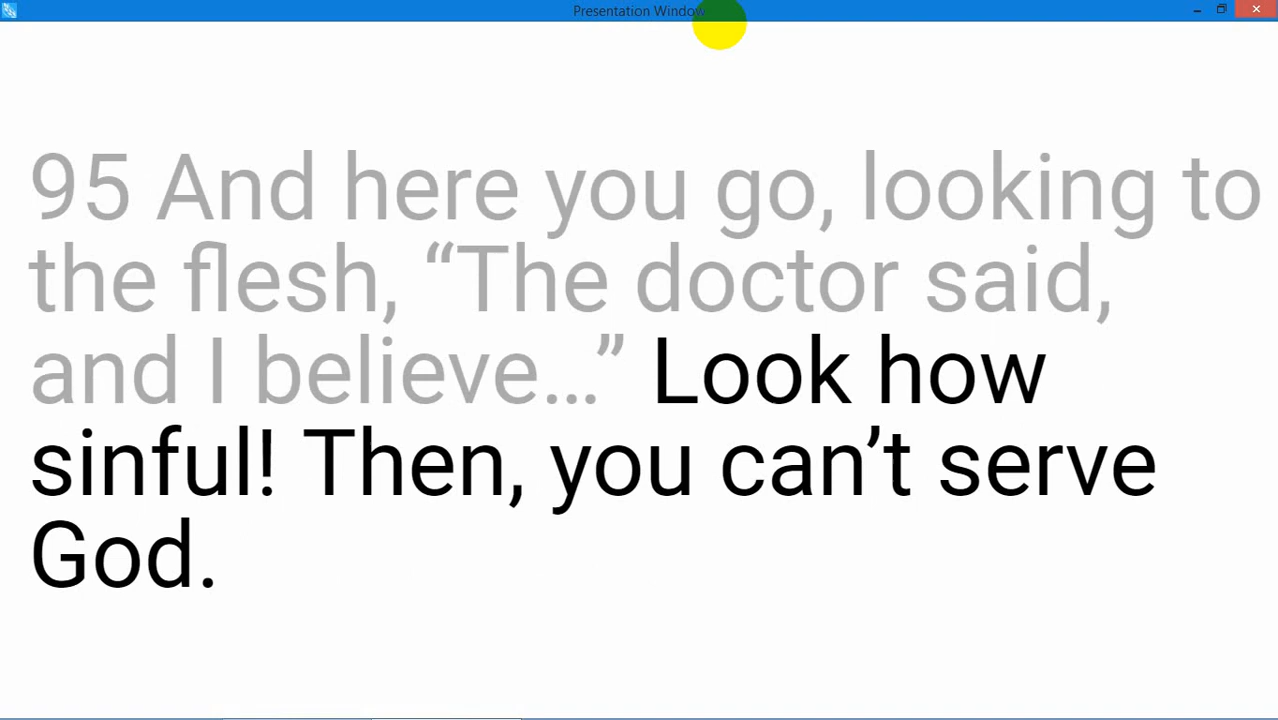 Presentation Window
95 And here you go, looking to
the flesh, “The doctor said,
and I believe…” Look how
sinful! Then, you can’t serve
God.